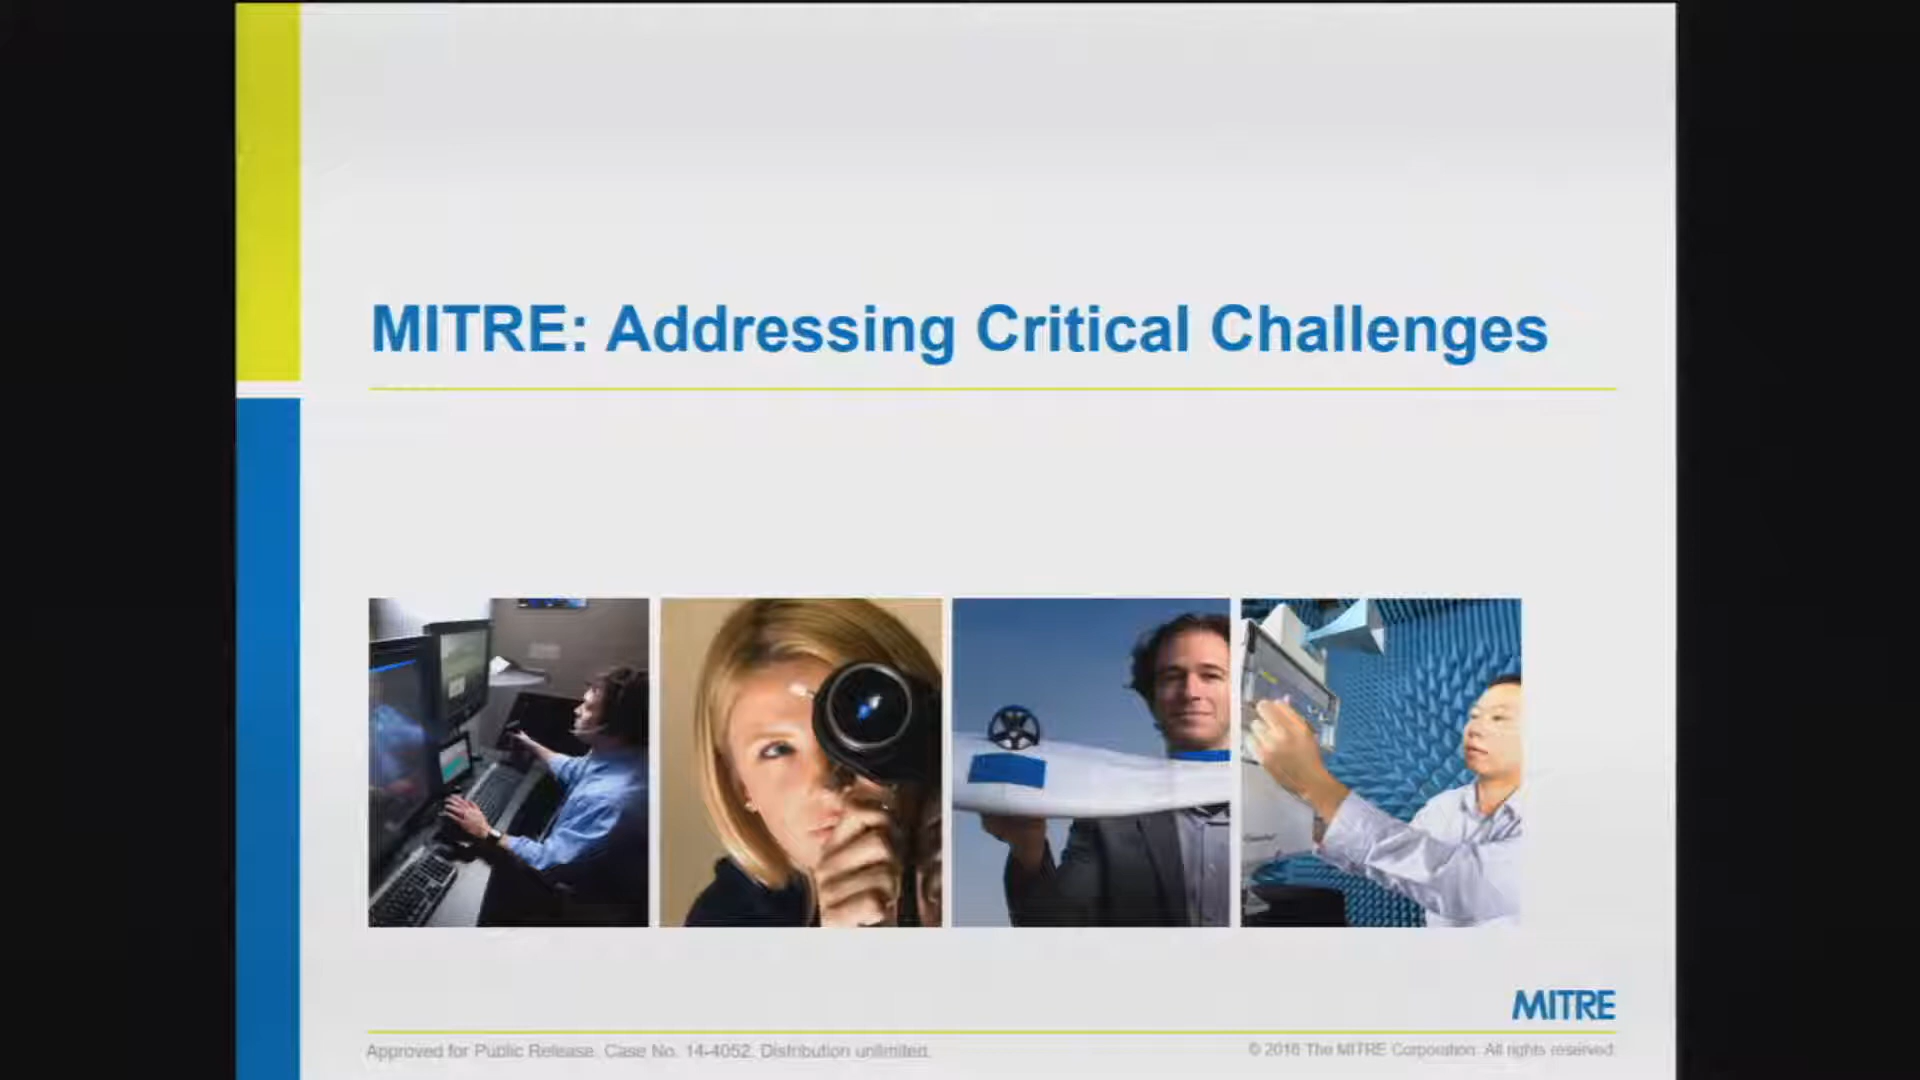 MITRE: Addressing Critical Challenges
MITRE
Approved for Public Release. Case No. 14-4052. Distribution unlimited.
© 2016 The MITRE Corporation. All rights reserved.